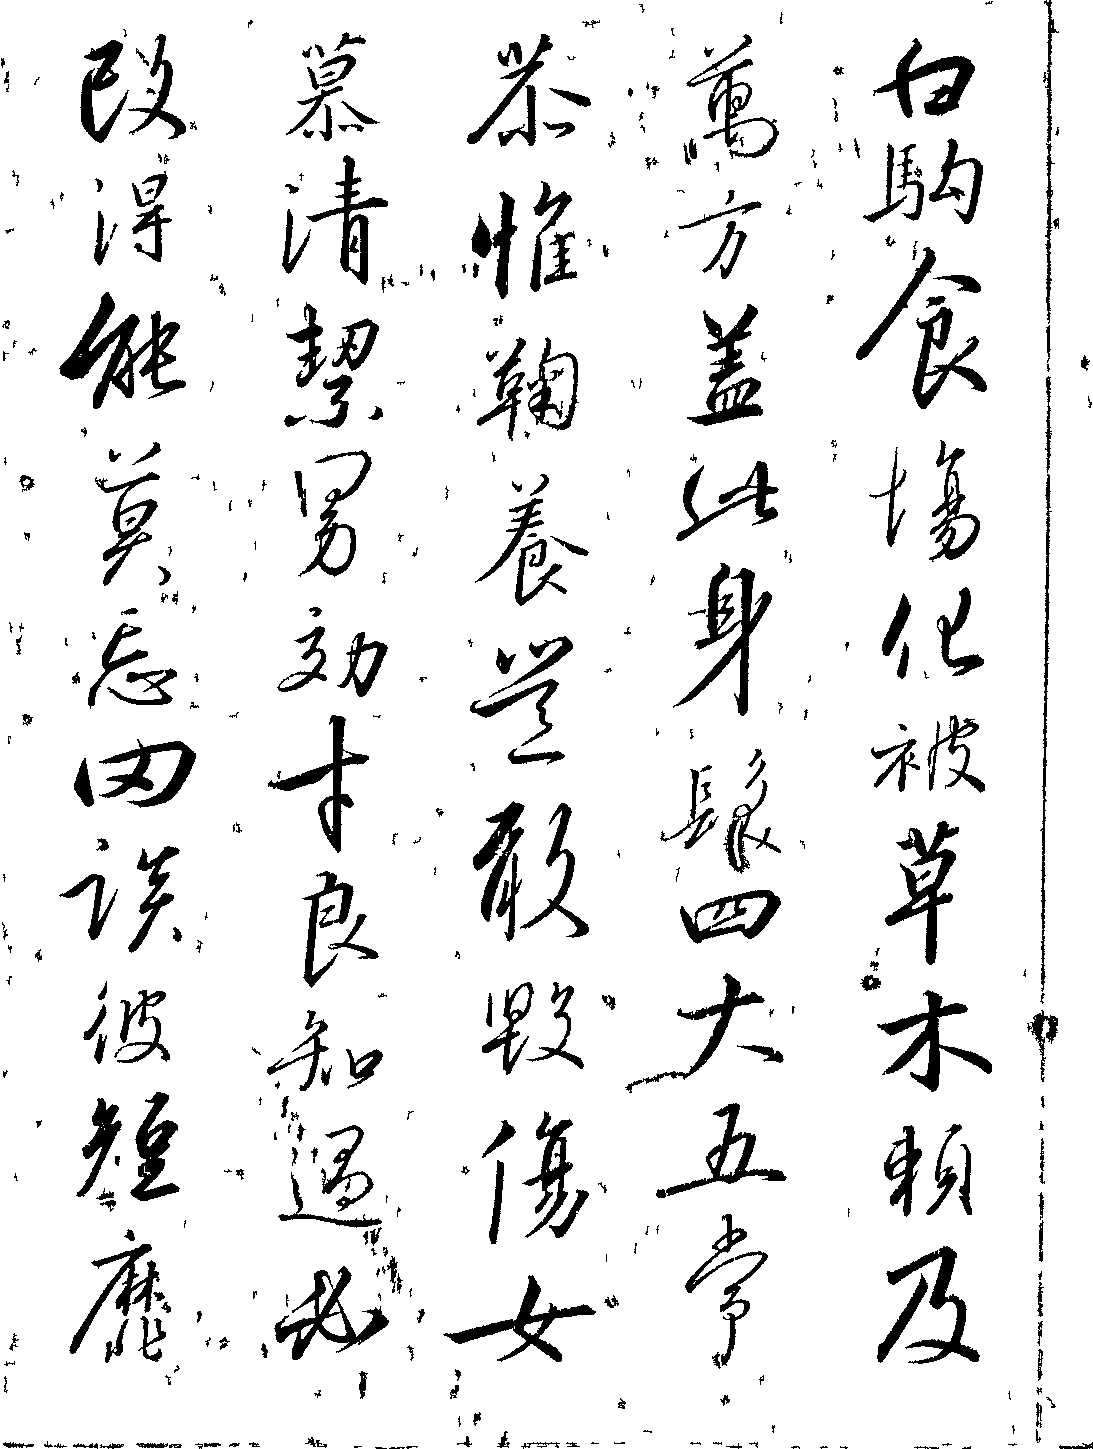 白駒食場化被草木賴及
萬方蓋此身髮四大五常
恭惟鞠養豈敢毀傷女
慕清絜男効才良知過必
改得能莫忘罔談彼短靡